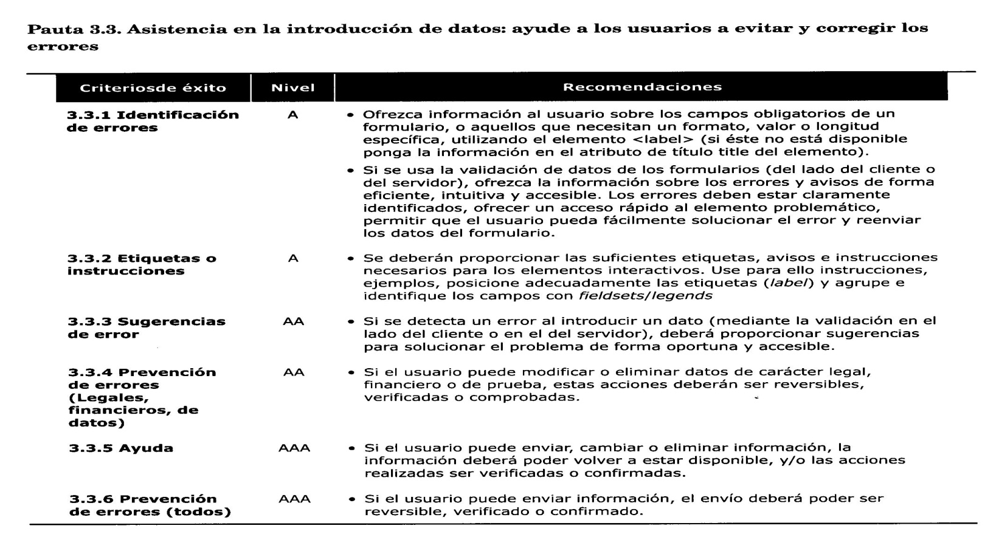 Pauta 3.3. Asistencia en la introducción de datos: ayude a los usuarios a evitar y corregir los
errores
Criteriosde éxito Nivel Recomendaciones
3.3.1 Identificación
de errores
A
• Ofrezca información al usuario sobre los campos obligatorios de un
formulario, o aquellos que necesitan un formato, valor o longitud
específica, utilizando el elemento <label> (si éste no está disponible
ponga la información en el atributo de título title del elemento).
• Si se usa la validación de datos de los formularios (del lado del cliente o
del servidor), ofrezca la información sobre los errores y avisos de forma
eficiente, intuitiva y accesible. Los errores deben estar claramente
identificados, ofrecer un acceso rápido al elemento problemático,
permitir que el usuario pueda fácilmente solucionar el error y reenviar
los datos del formulario.
3.3.2 Etiquetas o
instrucciones
A
• Se deberán proporcionar las suficientes etiquetas, avisos e instrucciones
necesarios para los elementos interactivos. Use para ello instrucciones,
ejemplos, posicione adecuadamente las etiquetas (label) y agrupe e
identifique los campos con fieldsets/legends
3.3.3 Sugerencias
de error
AA
• Si se detecta un error al introducir un dato (mediante la validación en el
lado del cliente o en el del servidor), deberá proporcionar sugerencias
para solucionar el problema de forma oportuna y accesible.
3.3.4 Prevención
de errores
(Legales,
financieros, de
datos)
AA
• Si el usuario puede modificar o eliminar datos de carácter legal,
financiero o de prueba, estas acciones deberán ser reversibles,
verificadas o comprobadas.
3.3.5 Ayuda
AAA
• Si el usuario puede enviar, cambiar o eliminar información, la
información deberá poder volver a estar disponible, y/o las acciones
realizadas ser verificadas o confirmadas.
3.3.6 Prevención
de errores (todos)
AAA
• Si el usuario puede enviar información, el envío deberá poder ser
reversible, verificado o confirmado.